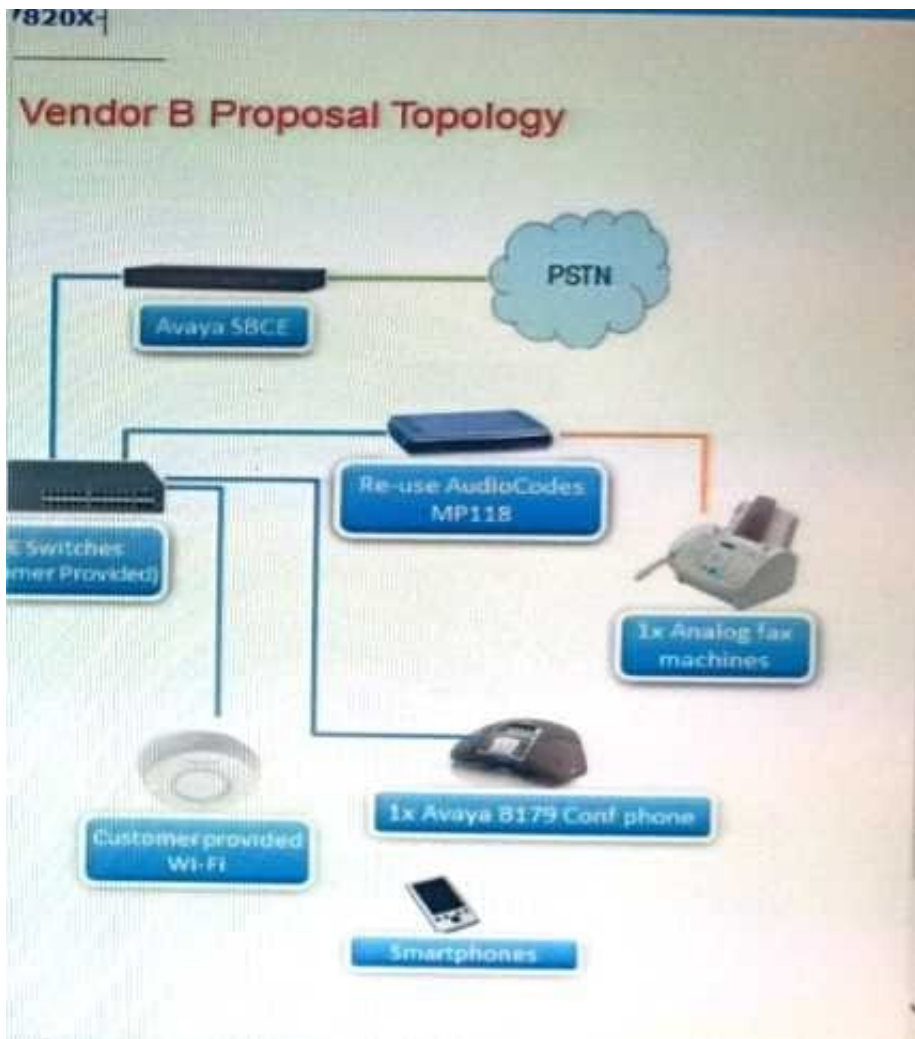 7820X-
Vendor B Proposal Topology
PSTN
Avaya SBCE
Re-use AudioCodes
MP118
E Switches
mer Provided)
1x Analog fax
machines
1x Avaya B179 Conf phone
Customer provided
Wi-Fi
Smartphones